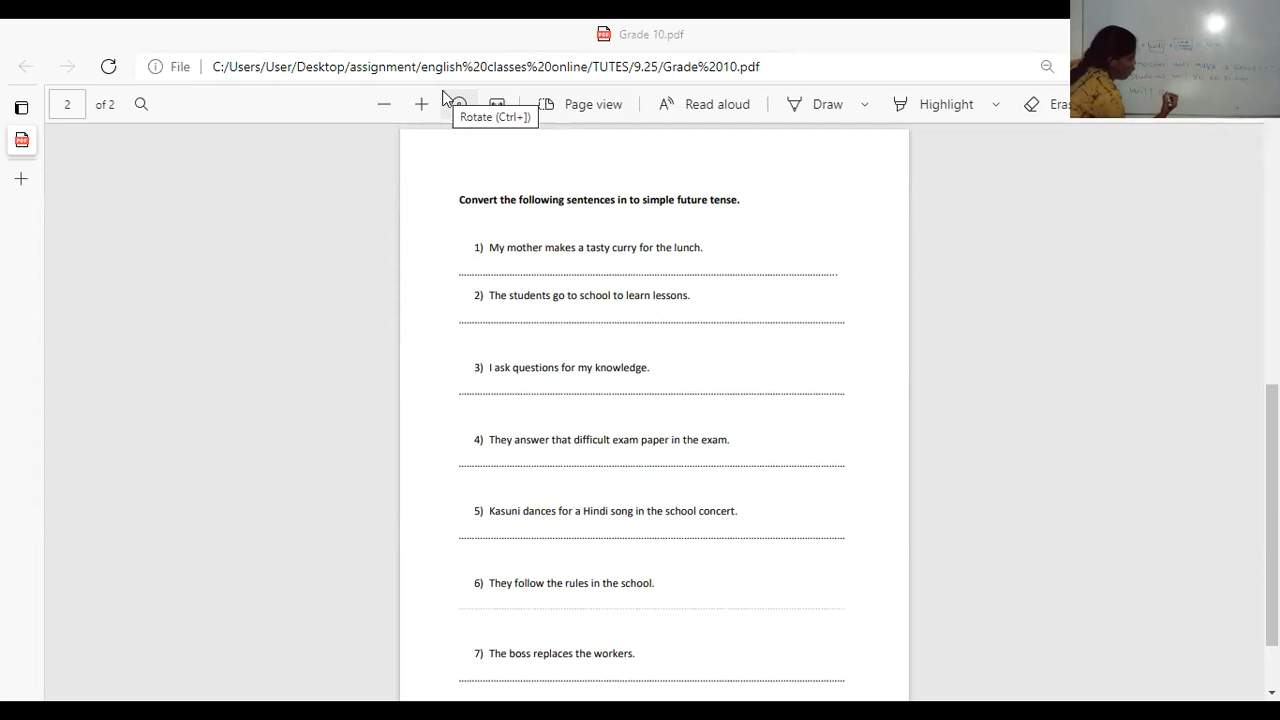 Grade 10.pdf
File C:/Users/User/Desktop/assignment/english%20classes%20online/TUTES/9.25/Grade%2010.pdf
2 of 2 Page view Read aloud Draw Highlight
Rotate (Ctrl+])
Convert the following sentences in to simple future tense.
1) My mother makes a tasty curry for the lunch.
2) The students go to school to learn lessons.
3) I ask questions for my knowledge.
4) They answer that difficult exam paper in the exam.
5) Kasuni dances for a Hindi song in the school concert.
6) They follow the rules in the school.
7) The boss replaces the workers.